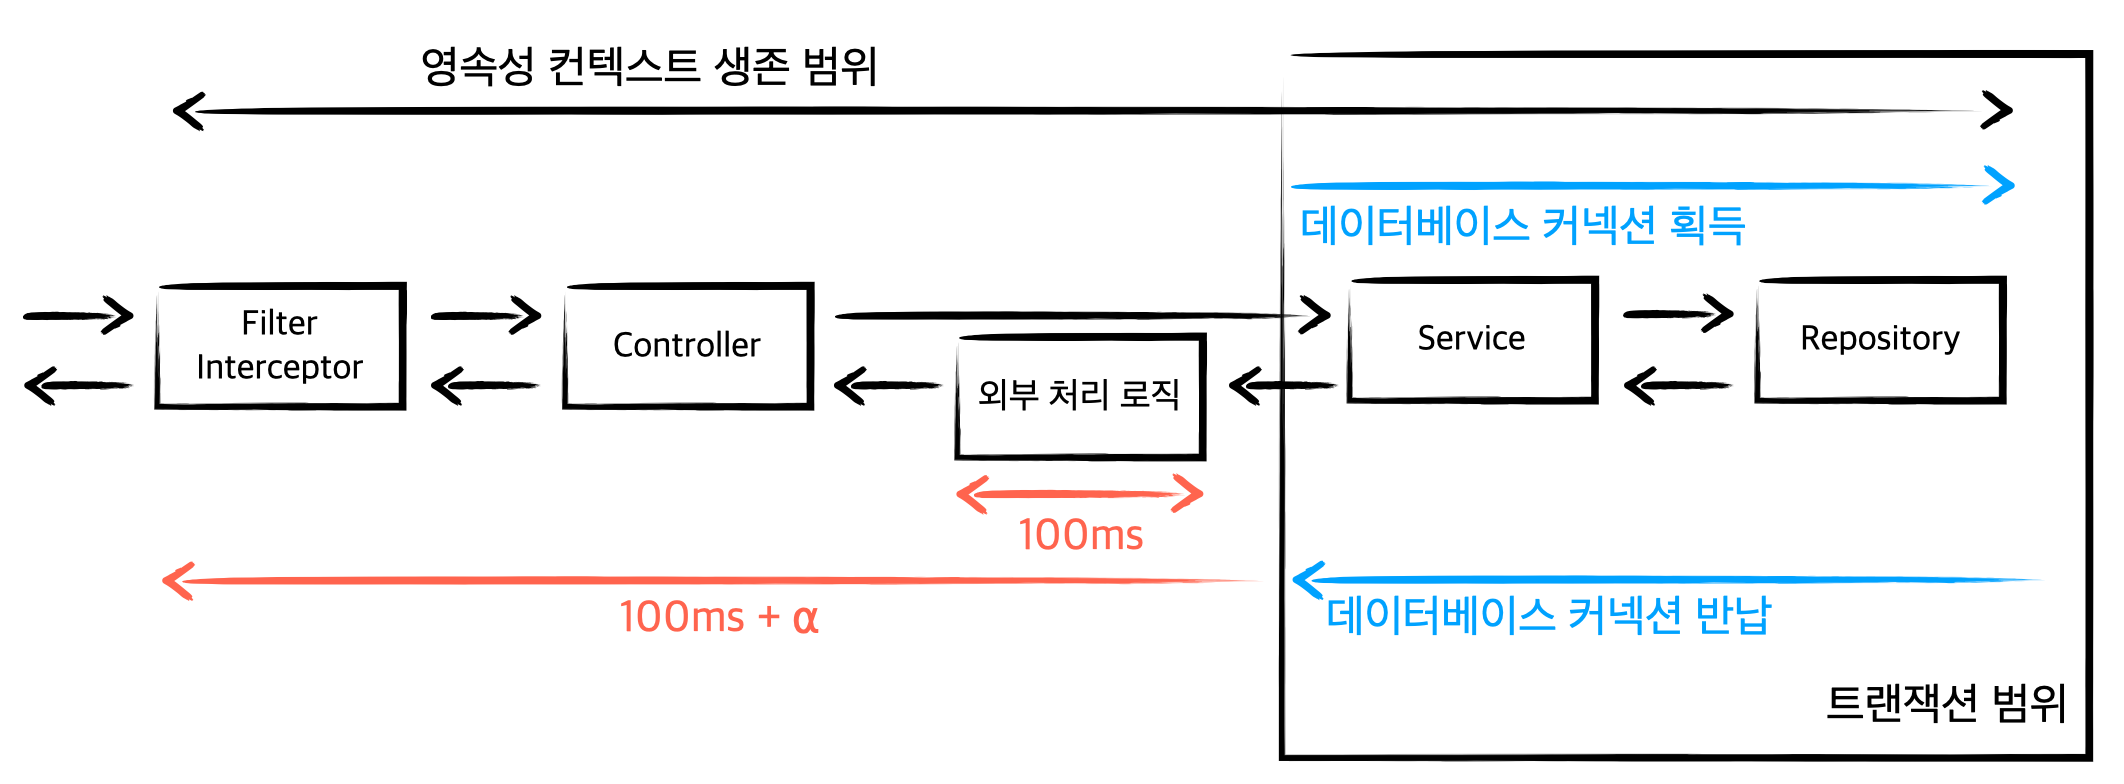 영속성 컨텍스트 생존 범위
데이터베이스 커넥션 획득
Filter
Interceptor
Controller
외부 처리 로직
Service
Repository
100ms
100ms + α
데이터베이스 커넥션 반납
트랜잭션 범위